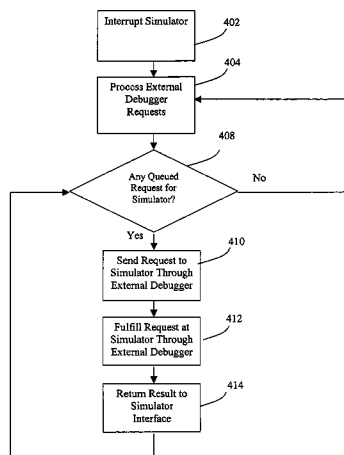 Interrupt Simulator
402
404
Process External
Debugger
Requests
408
Any Queued
Request for
Simulator?
No
Yes
410
Send Request to
Simulator Through
External Debugger
412
Fulfill Request at
Simulator Through
External Debugger
414
Return Result to
Simulator
Interface